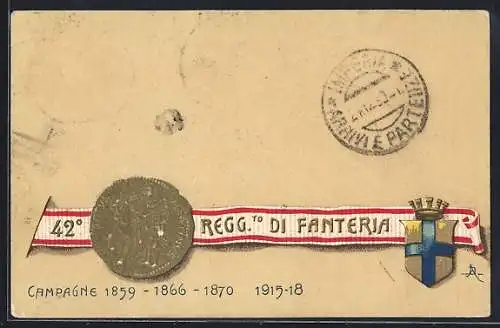 IMPERIA
ARRIVI E PARTENZE
42° REGG.TO DI FANTERIA
CAMPAGNE 1859 - 1866 - 1870 1915-18